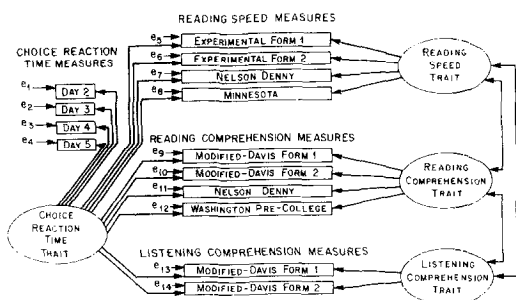 READING SPEED MEASURES
CHOICE REACTION
TIME MEASURES
e1
DAY 2
e2
DAY 3
e3
DAY 4
e4
DAY 5
e5
EXPERIMENTAL FORM 1
e6
EXPERIMENTAL FORM 2
e7
NELSON DENNY
e8
MINNESOTA
READING
SPEED
TRAIT
READING COMPREHENSION MEASURES
e9
MODIFIED-DAVIS FORM 1
e10
MODIFIED-DAVIS FORM 2
e11
NELSON DENNY
e12
WASHINGTON PRE-COLLEGE
READING
COMPREHENSION
TRAIT
CHOICE
REACTION
TIME
TRAIT
LISTENING COMPREHENSION MEASURES
e13
MODIFIED-DAVIS FORM 1
e14
MODIFIED-DAVIS FORM 2
LISTENING
COMPREHENSION
TRAIT